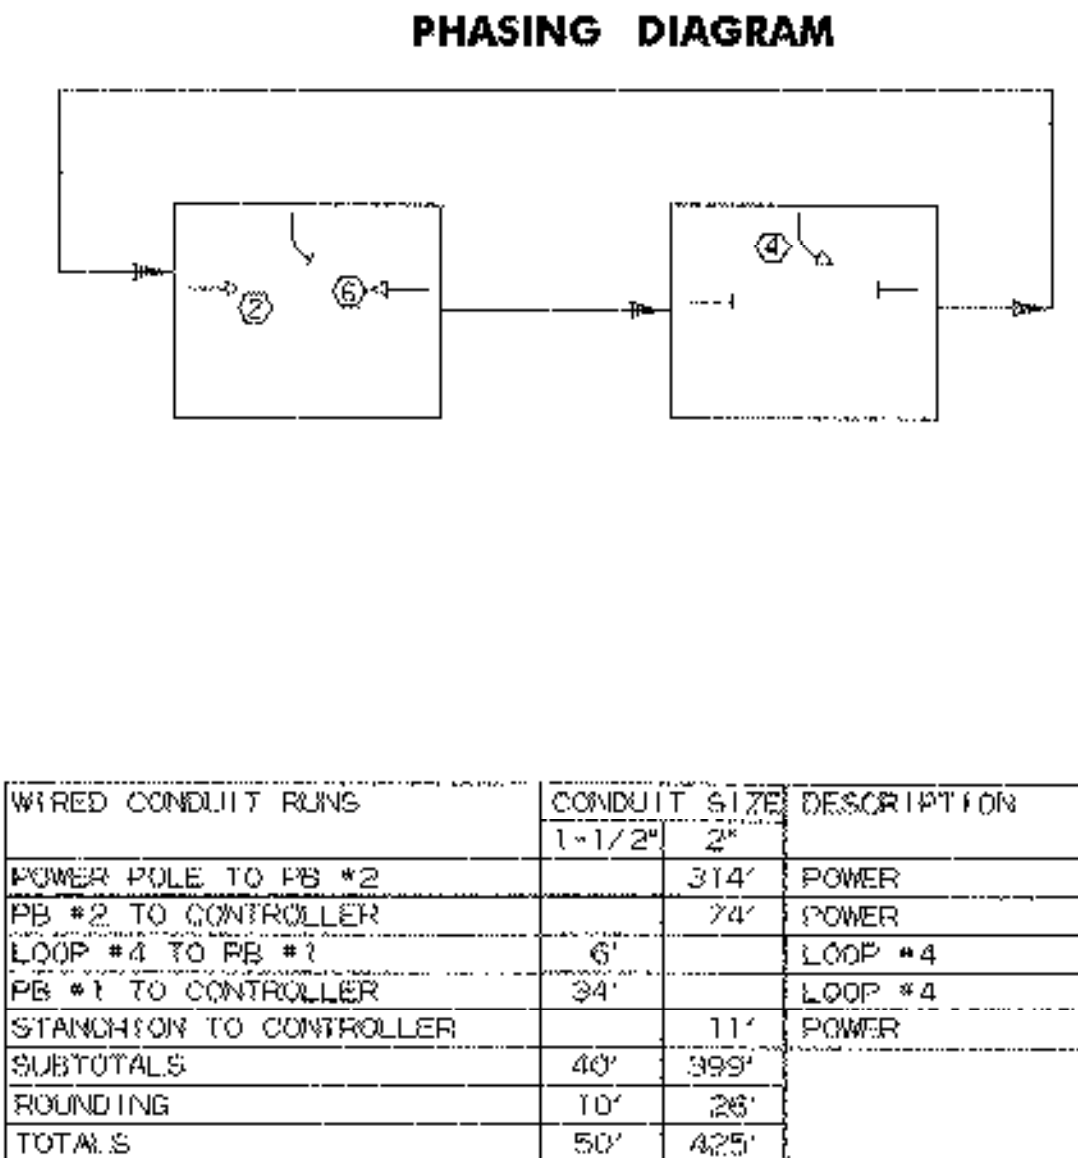 PHASING DIAGRAM
2
6
4
WIRED CONDUIT RUNS CONDUIT SIZE DESCRIPTION
1-1/2" 2"
POWER POLE TO PB #2 314' POWER
PB #2 TO CONTROLLER 74' POWER
LOOP #4 TO PB #1 6' LOOP #4
PB #1 TO CONTROLLER 34' LOOP #4
STANCHION TO CONTROLLER 11' POWER
SUBTOTALS 40' 399'
ROUNDING 10' 26'
TOTALS 50' 425'